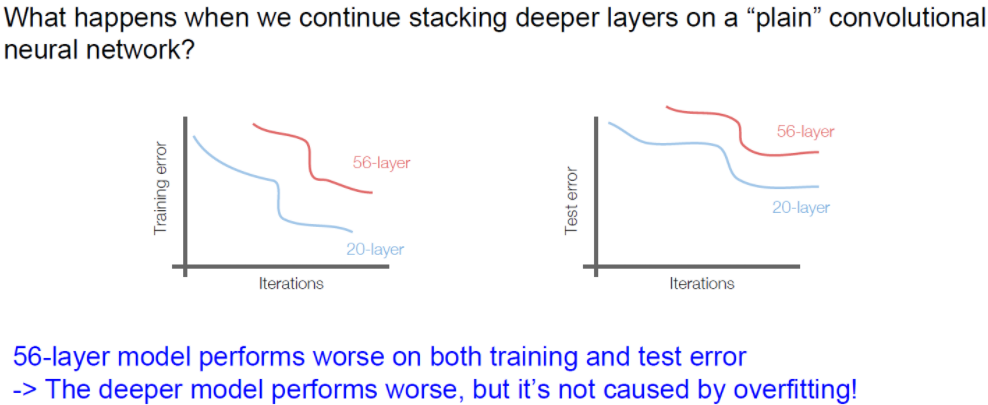 What happens when we continue stacking deeper layers on a “plain” convolutional
neural network?
Training error
56-layer
20-layer
Iterations
Test error
56-layer
20-layer
Iterations
56-layer model performs worse on both training and test error
-> The deeper model performs worse, but it’s not caused by overfitting!